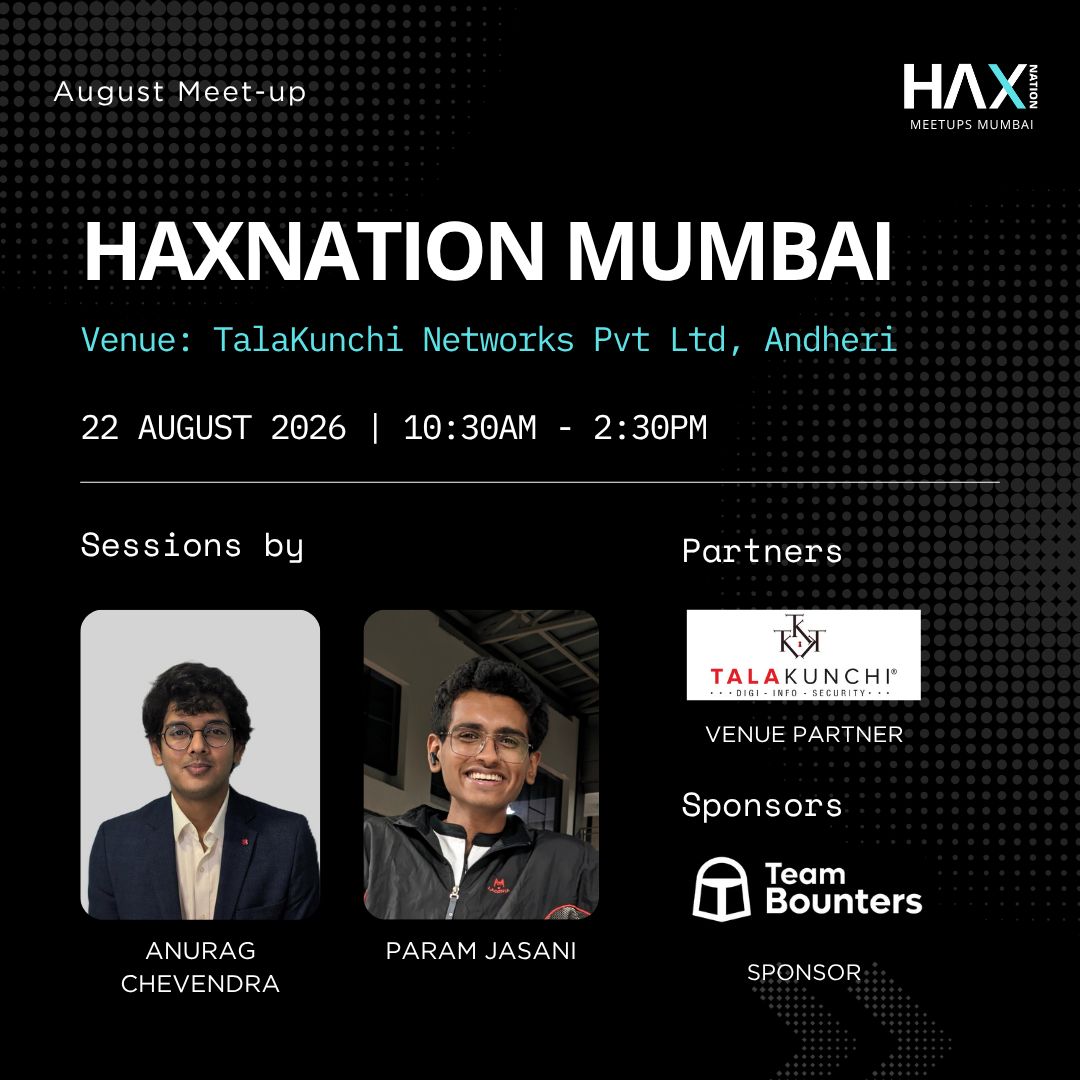 August Meet-up
HAX NATION
MEETUPS MUMBAI
HAXNATION MUMBAI
Venue: TalaKunchi Networks Pvt Ltd, Andheri
22 AUGUST 2026 | 10:30AM - 2:30PM
Sessions by
ANURAG
CHEVENDRA
PARAM JASANI
Partners
TKK
TALAKUNCHI®
· · · DIGI - INFO - SECURITY · · ·
VENUE PARTNER
Sponsors
Team
Bounters
SPONSOR